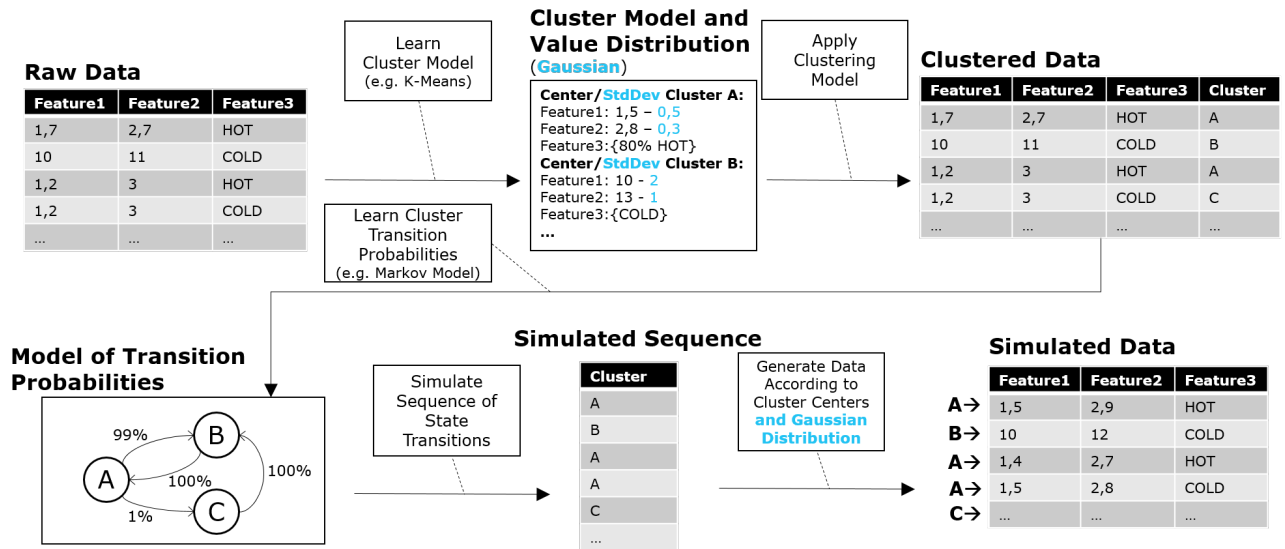 Raw Data
Feature1 Feature2 Feature3
1,7 2,7 HOT
10 11 COLD
1,2 3 HOT
1,2 3 COLD
... ... ...
Learn
Cluster Model
(e.g. K-Means)
Cluster Model and
Value Distribution
(Gaussian)
Center/StdDev Cluster A:
Feature1: 1,5 – 0,5
Feature2: 2,8 – 0,3
Feature3:{80% HOT}
Center/StdDev Cluster B:
Feature1: 10 - 2
Feature2: 13 - 1
Feature3:{COLD}
...
Apply
Clustering
Model
Clustered Data
Feature1 Feature2 Feature3 Cluster
1,7 2,7 HOT A
10 11 COLD B
1,2 3 HOT A
1,2 3 COLD C
... ... ... ...
Learn Cluster
Transition
Probabilities
(e.g. Markov Model)
Model of Transition
Probabilities
A
B
C
99%
100%
100%
1%
Simulate
Sequence of
State
Transitions
Simulated Sequence
Cluster
A
B
A
A
C
...
Generate Data
According to
Cluster Centers
and Gaussian
Distribution
Simulated Data
Feature1 Feature2 Feature3
A→ 1,5 2,9 HOT
B→ 10 12 COLD
A→ 1,4 2,7 HOT
A→ 1,5 2,8 COLD
C→ ... ... ...